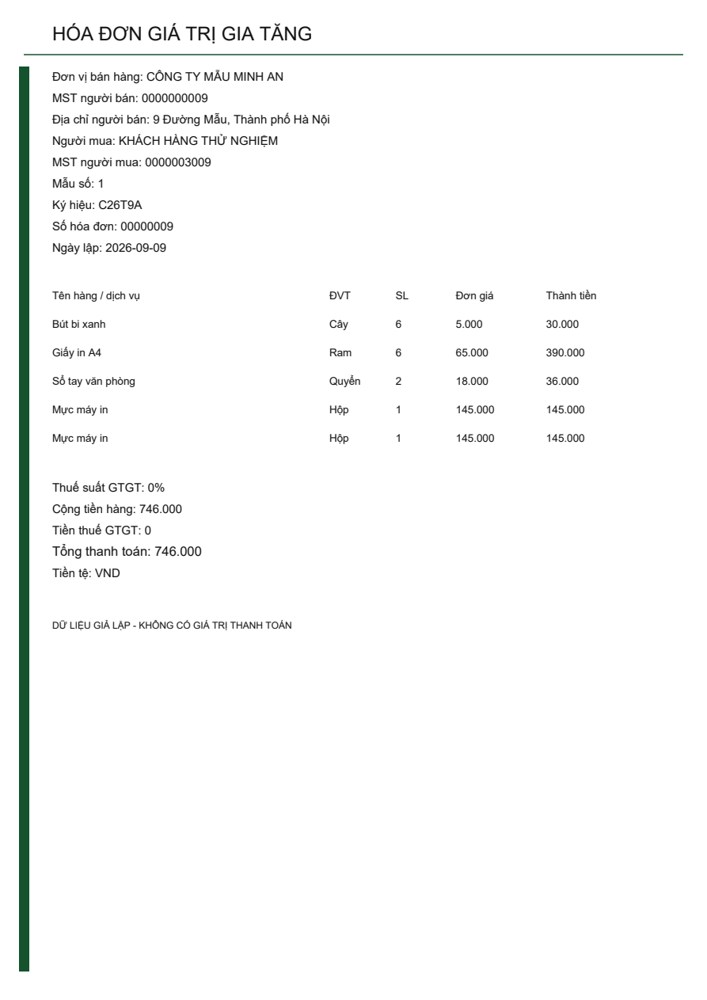 HÓA ĐƠN GIÁ TRỊ GIA TĂNG
Đơn vị bán hàng: CÔNG TY MẪU MINH AN
MST người bán: 0000000009
Địa chỉ người bán: 9 Đường Mẫu, Thành phố Hà Nội
Người mua: KHÁCH HÀNG THỬ NGHIỆM
MST người mua: 0000003009
Mẫu số: 1
Ký hiệu: C26T9A
Số hóa đơn: 00000009
Ngày lập: 2026-09-09
Tên hàng / dịch vụ ĐVT SL Đơn giá Thành tiền
Bút bi xanh Cây 6 5.000 30.000
Giấy in A4 Ram 6 65.000 390.000
Sổ tay văn phòng Quyển 2 18.000 36.000
Mực máy in Hộp 1 145.000 145.000
Mực máy in Hộp 1 145.000 145.000
Thuế suất GTGT: 0%
Cộng tiền hàng: 746.000
Tiền thuế GTGT: 0
Tổng thanh toán: 746.000
Tiền tệ: VND
DỮ LIỆU GIẢ LẬP - KHÔNG CÓ GIÁ TRỊ THANH TOÁN